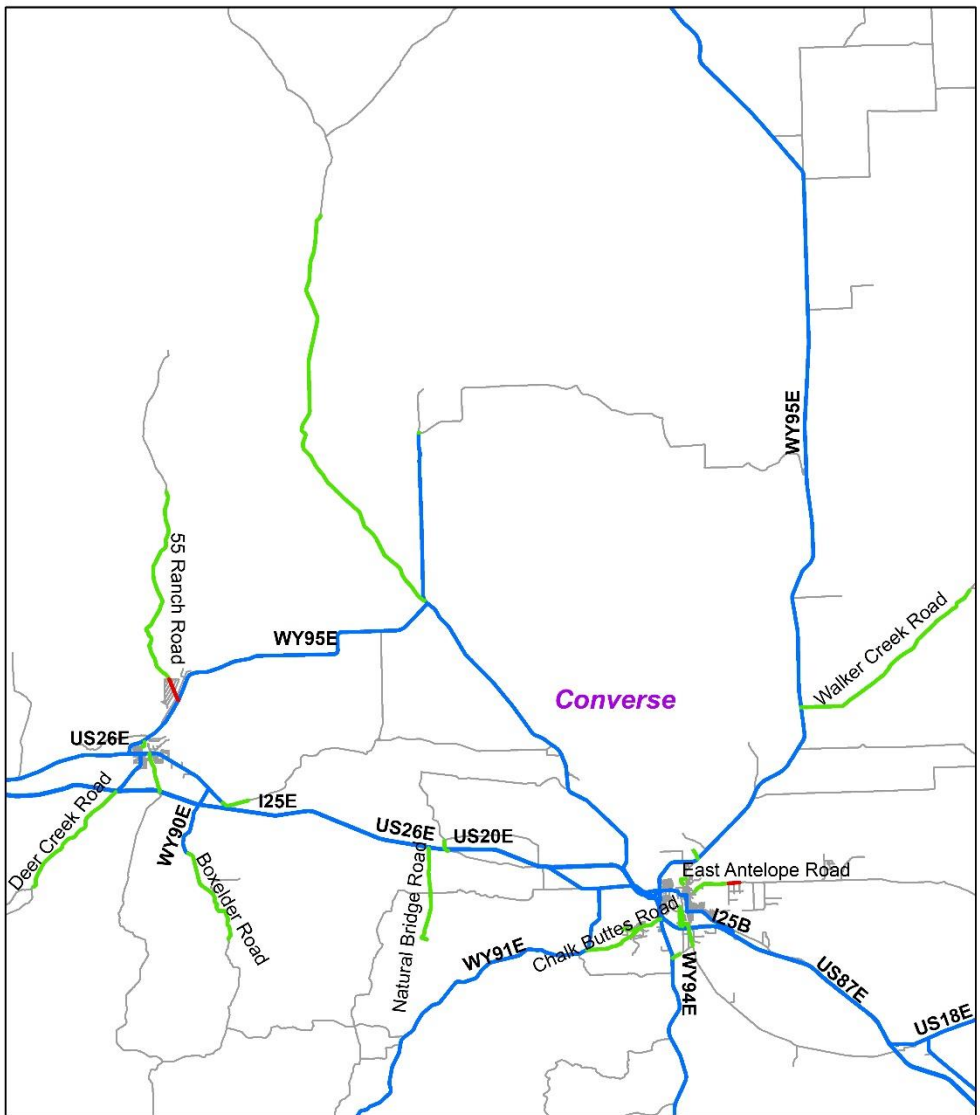 WY95E
55 Ranch Road
WY95E
Walker Creek Road
Converse
US26E
I25E
Deer Creek Road
WY90E
US26E
US20E
Boxelder Road
Natural Bridge Road
East Antelope Road
Chalk Buttes Road
I25B
WY91E
WY94E
US87E
US18E